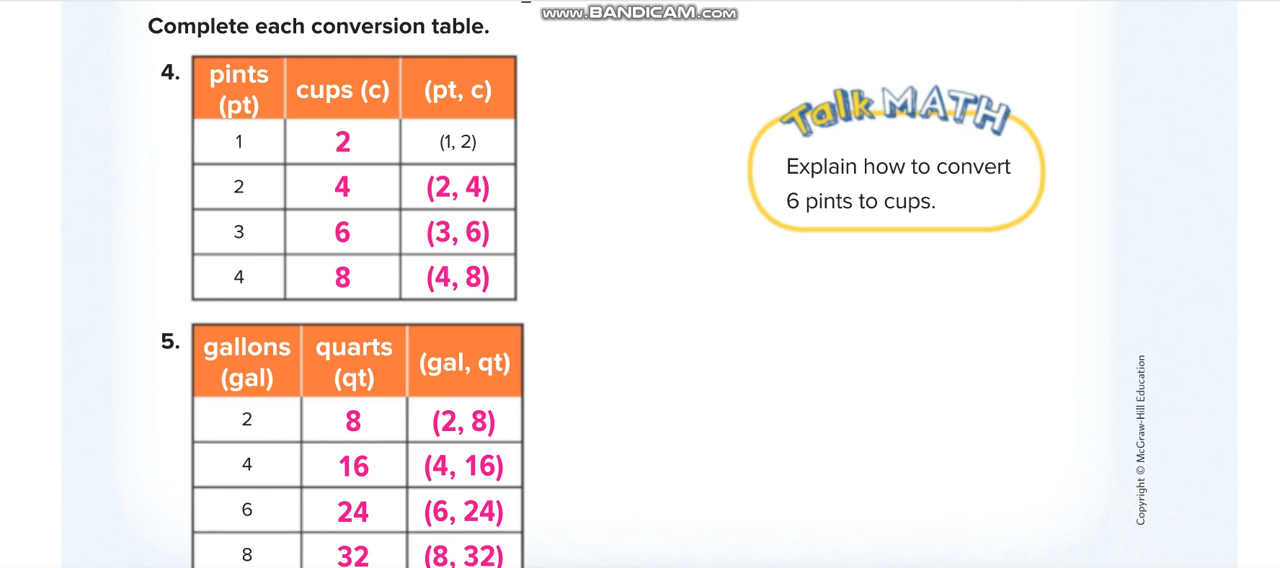 www.BANDICAM.com
Complete each conversion table.
4.
pints (pt) cups (c) (pt, c)
1 2 (1, 2)
2 4 (2, 4)
3 6 (3, 6)
4 8 (4, 8)
Talk MATH
Explain how to convert
6 pints to cups.
5.
gallons (gal) quarts (qt) (gal, qt)
2 8 (2, 8)
4 16 (4, 16)
6 24 (6, 24)
8 32 (8, 32)
Copyright © McGraw-Hill Education